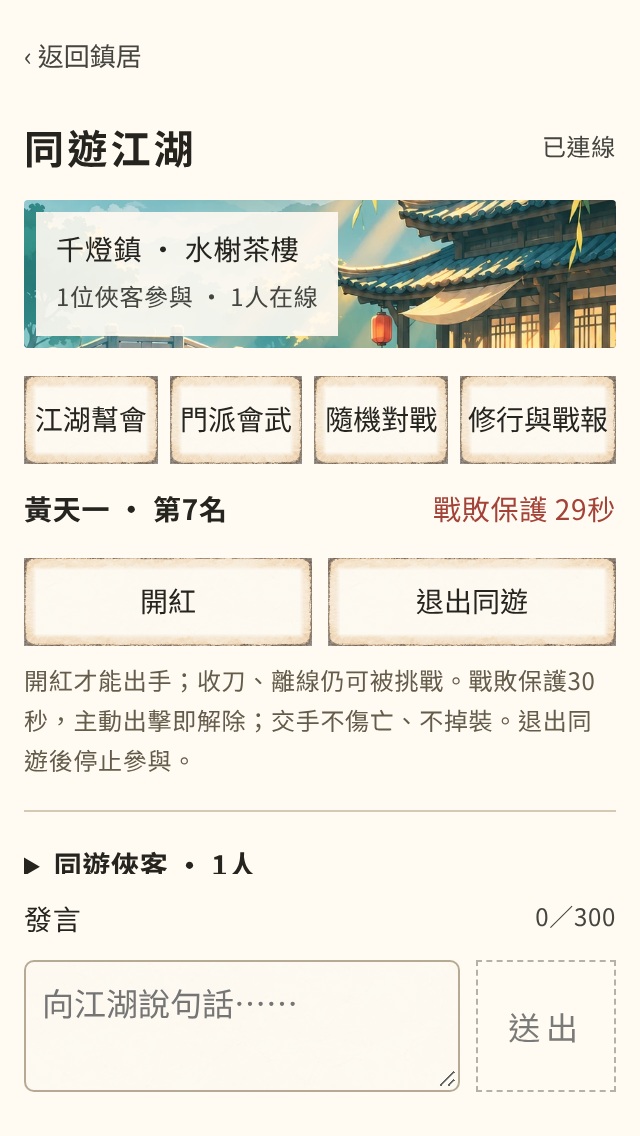 ‹ 返回鎮居
同遊江湖
已連線
千燈鎮 · 水榭茶樓
1位俠客參與 · 1人在線
江湖幫會
門派會武
隨機對戰
修行與戰報
黃天一 · 第7名
戰敗保護 29秒
開紅
退出同遊
開紅才能出手；收刀、離線仍可被挑戰。戰敗保護30
秒，主動出擊即解除；交手不傷亡、不掉裝。退出同
遊後停止參與。
▶ 同遊俠客 · 1人
發言
0／300
向江湖說句話⋯⋯
送出